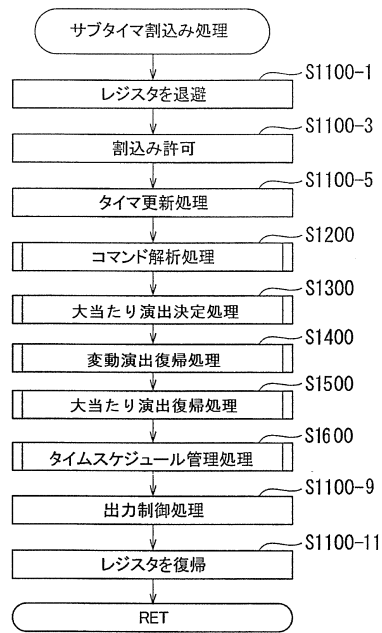 サブタイマ割込み処理
S1100-1
レジスタを退避
S1100-3
割込み許可
S1100-5
タイマ更新処理
S1200
コマンド解析処理
S1300
大当たり演出決定処理
S1400
変動演出復帰処理
S1500
大当たり演出復帰処理
S1600
タイムスケジュール管理処理
S1100-9
出力制御処理
S1100-11
レジスタを復帰
RET